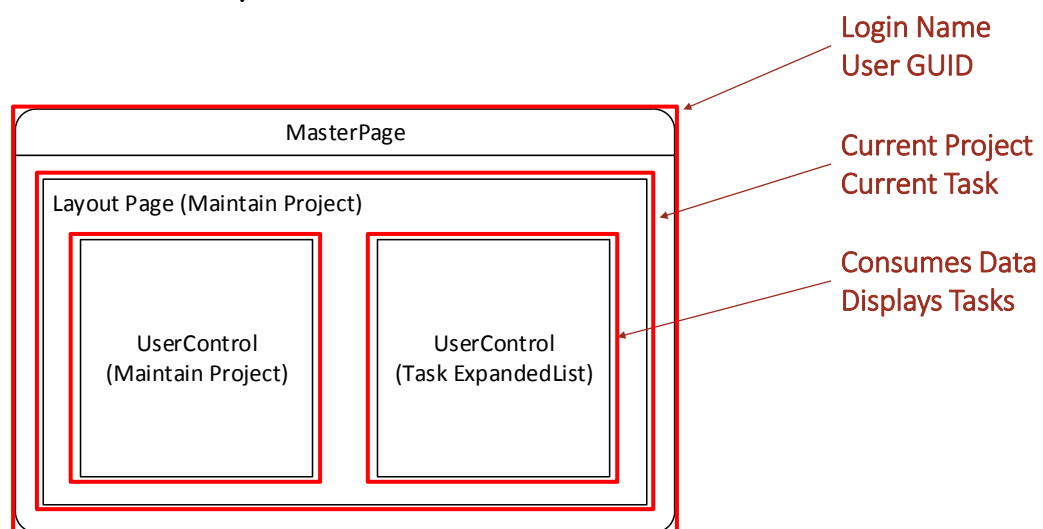 Login Name
User GUID
MasterPage
Current Project
Current Task
Layout Page (Maintain Project)
Consumes Data
Displays Tasks
UserControl
(Maintain Project)
UserControl
(Task ExpandedList)